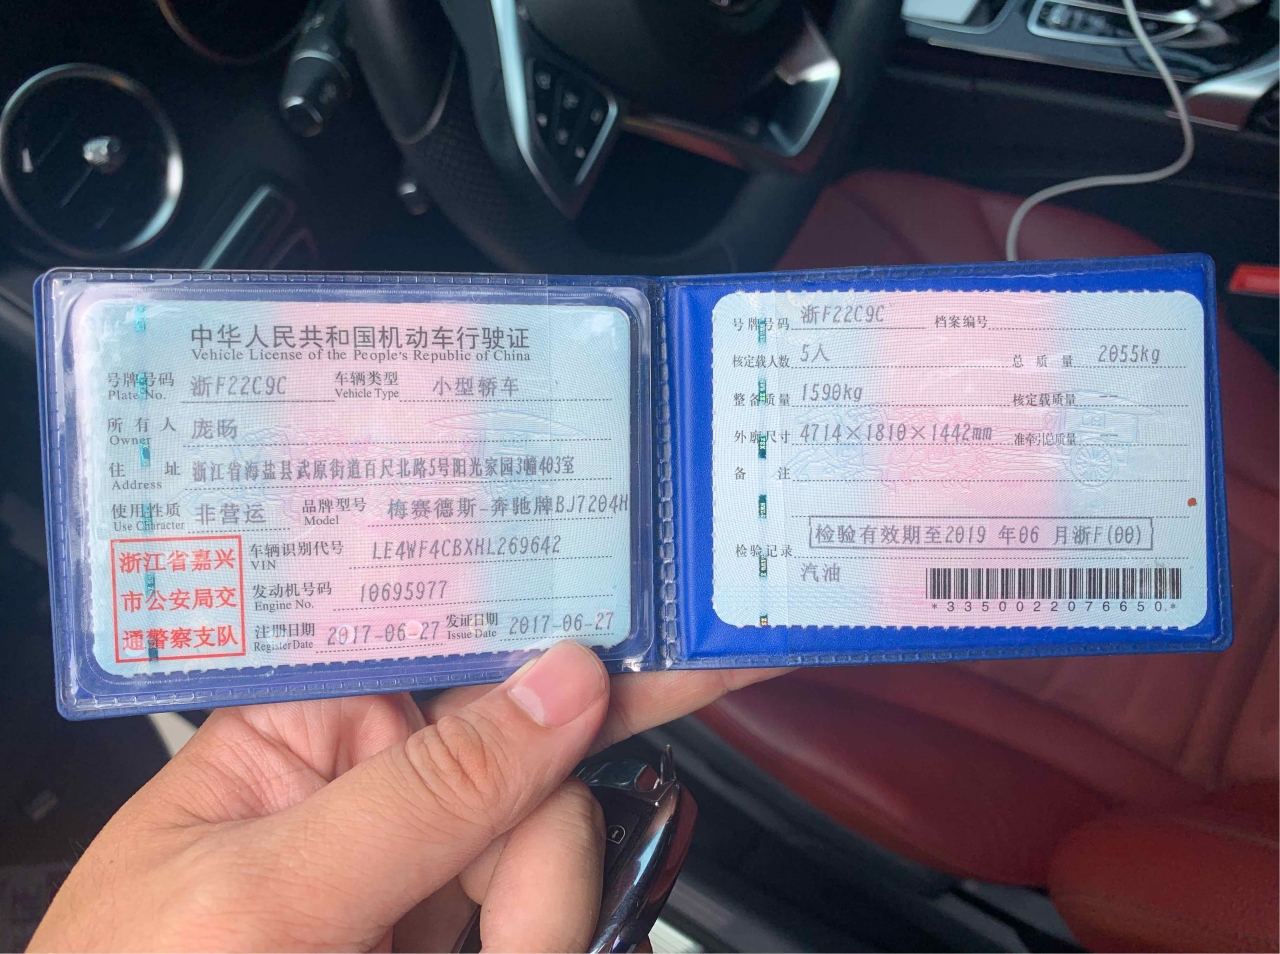 中华人民共和国机动车行驶证
Vehicle License of the People's Republic of China
号牌号码 浙F22C9C 车辆类型 小型轿车
Plate No. Vehicle Type
所有人 庞旸
Owner
住址 浙江省海盐县武原街道百尺北路5号阳光家园3幢403室
Address
使用性质 非营运 品牌型号 梅赛德斯-奔驰牌BJ7204H
Use Character Model
浙江省嘉兴
市公安局交
通警察支队
车辆识别代号 LE4WF4CBXHL269642
VIN
发动机号码 10695977
Engine No.
注册日期 2017-06-27 发证日期 2017-06-27
Register Date Issue Date
号牌号码 浙F22C9C 档案编号
核定载人数 5人 总质量 2055kg
整备质量 1590kg 核定载质量 --
外廓尺寸 4714×1810×1442mm 准牵引总质量 --
备注
检验有效期至2019 年06 月浙F(00)
检验记录
汽油
*3350022076650*